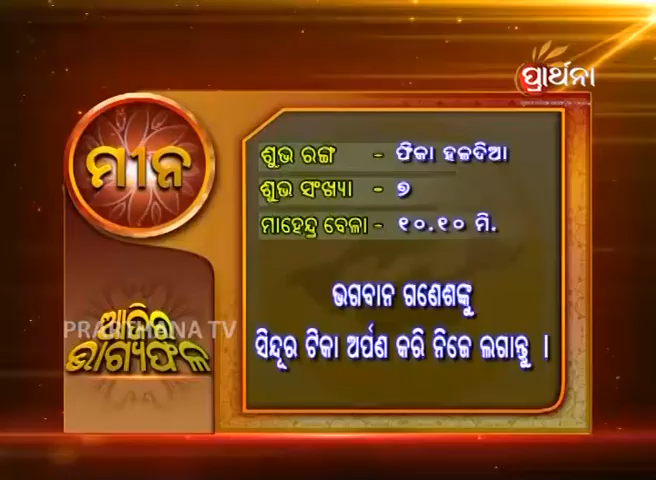 ପ୍ରାର୍ଥନା
ମୀନ
ଶୁଭ ରଙ୍ଗ - ଫିକା ହଳଦିଆ
ଶୁଭ ସଂଖ୍ୟା - ୭
ମାହେନ୍ଦ୍ର ବେଳା - ୧୦.୧୦ ମି.
ଭଗବାନ ଗଣେଶଙ୍କୁ
ସିନ୍ଦୂର ଟିକା ଅର୍ପଣ କରି ନିଜେ ଲଗାନ୍ତୁ ।
ଆଜିର
ଭାଗ୍ୟଫଳ
PRARTHANA TV